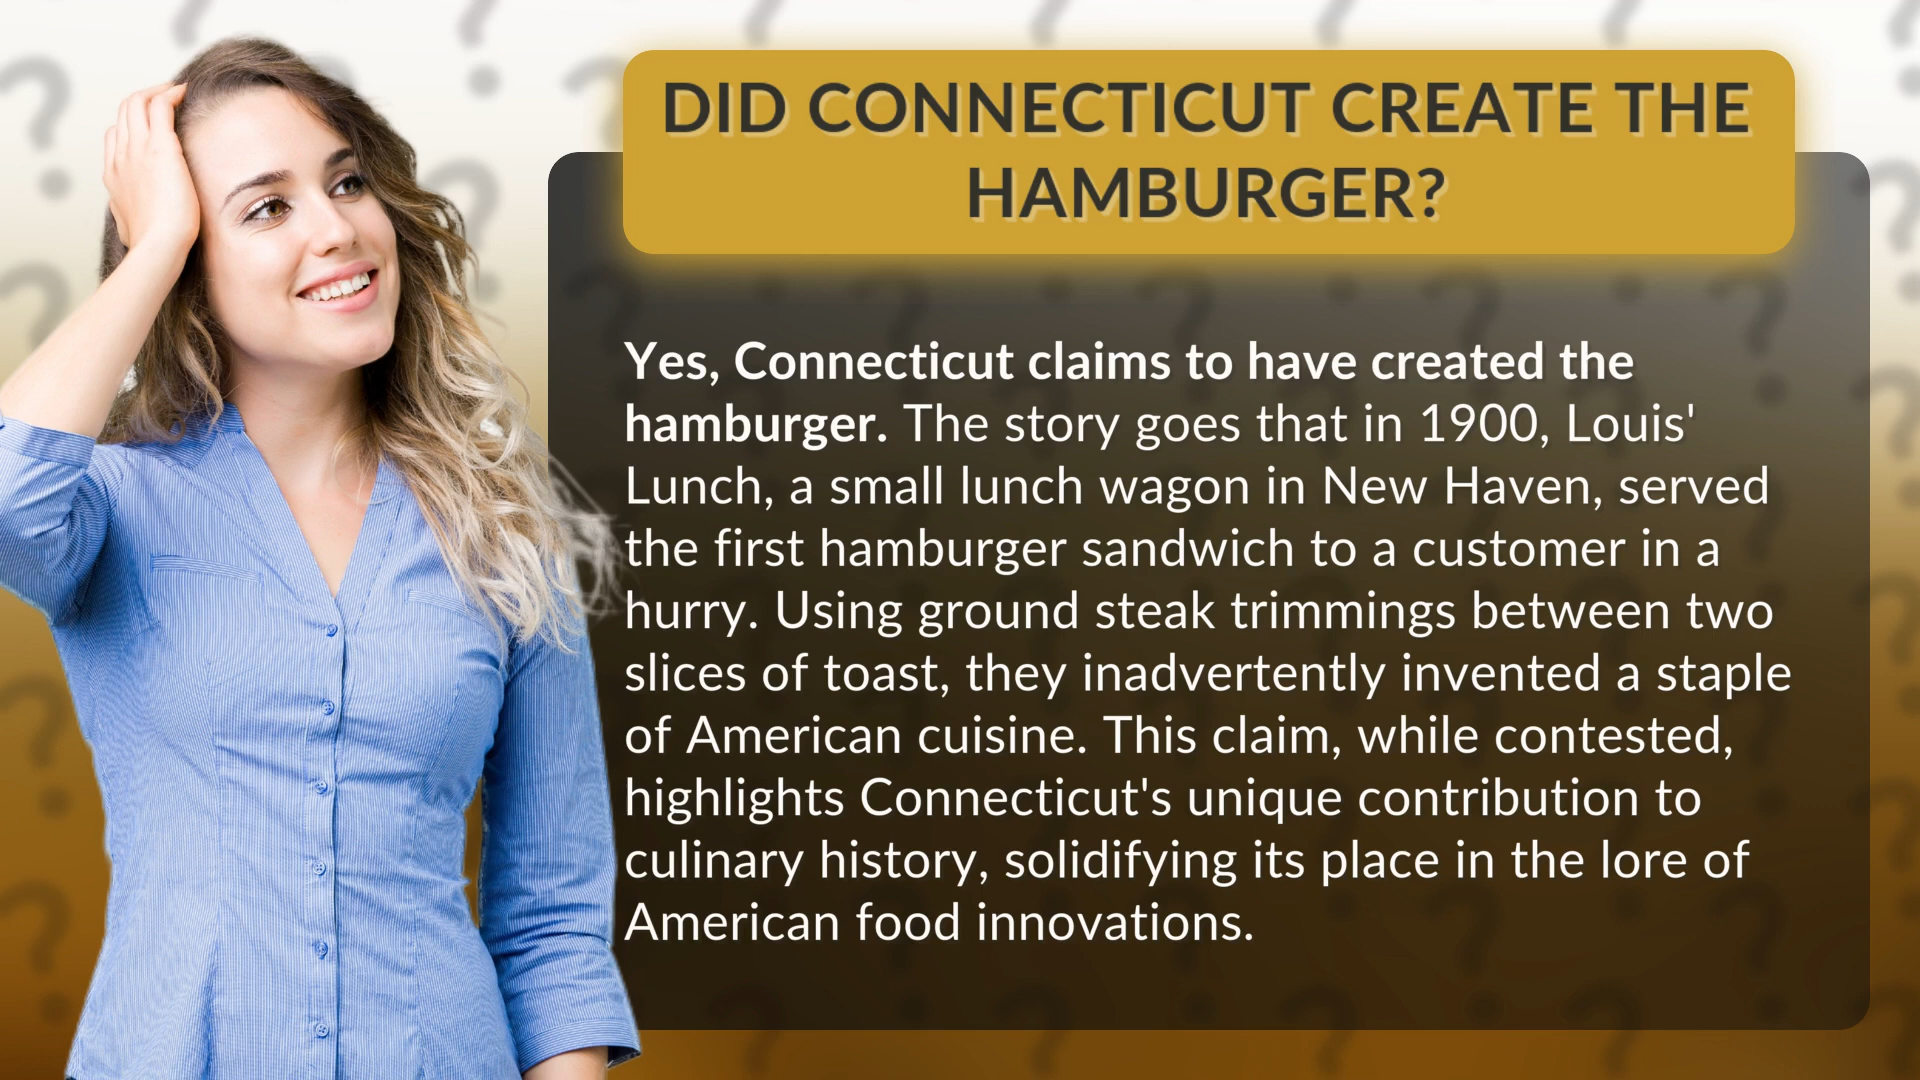 DID CONNECTICUT CREATE THE
HAMBURGER?
Yes, Connecticut claims to have created the
hamburger. The story goes that in 1900, Louis'
Lunch, a small lunch wagon in New Haven, served
the first hamburger sandwich to a customer in a
hurry. Using ground steak trimmings between two
slices of toast, they inadvertently invented a staple
of American cuisine. This claim, while contested,
highlights Connecticut's unique contribution to
culinary history, solidifying its place in the lore of
American food innovations.